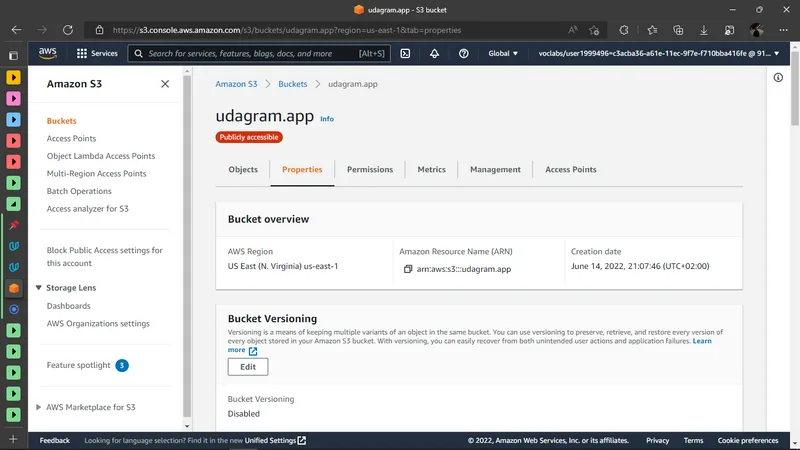 udagram.app - S3 bucket
https://s3.console.aws.amazon.com/s3/buckets/udagram.app?region=us-east-1&tab=properties
aws
Services
Search for services, features, blogs, docs, and more
[Alt+S]
Global
voclabs/user1999496=c3acba36-a61e-11ec-9f7e-f710bba416fe @ 91...
Amazon S3
Buckets
Access Points
Object Lambda Access Points
Multi-Region Access Points
Batch Operations
Access analyzer for S3
Block Public Access settings for
this account
Storage Lens
Dashboards
AWS Organizations settings
Feature spotlight
3
AWS Marketplace for S3
Amazon S3
Buckets
udagram.app
udagram.app
Info
Publicly accessible
Objects
Properties
Permissions
Metrics
Management
Access Points
Bucket overview
AWS Region
US East (N. Virginia) us-east-1
Amazon Resource Name (ARN)
arn:aws:s3:::udagram.app
Creation date
June 14, 2022, 21:07:46 (UTC+02:00)
Bucket Versioning
Versioning is a means of keeping multiple variants of an object in the same bucket. You can use versioning to preserve, retrieve, and restore every version of
every object stored in your Amazon S3 bucket. With versioning, you can easily recover from both unintended user actions and application failures. Learn
more
Edit
Bucket Versioning
Disabled
Feedback
Looking for language selection? Find it in the new Unified Settings
© 2022, Amazon Web Services, Inc. or its affiliates.
Privacy
Terms
Cookie preferences